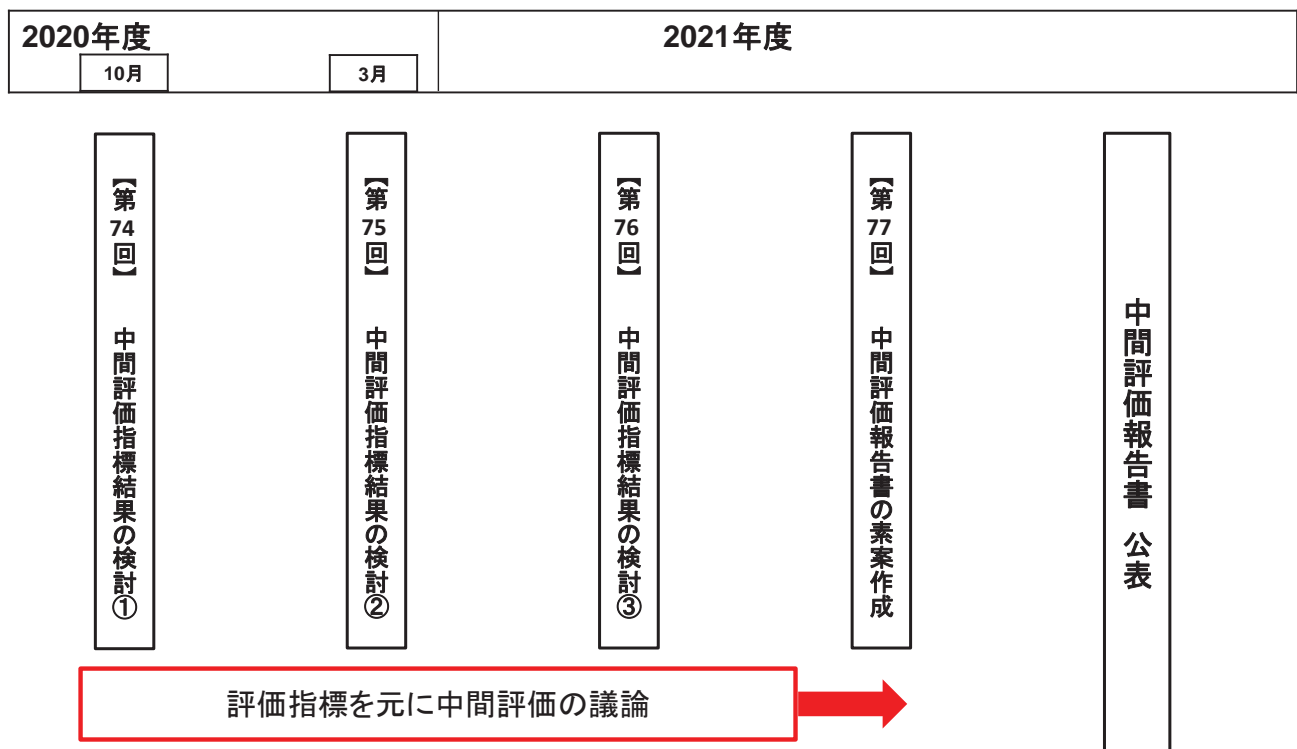 2020年度
2021年度
10月
3月
【第74回】 中間評価指標結果の検討①
【第75回】 中間評価指標結果の検討②
【第76回】 中間評価指標結果の検討③
【第77回】 中間評価報告書の素案作成
中間評価報告書 公表
評価指標を元に中間評価の議論